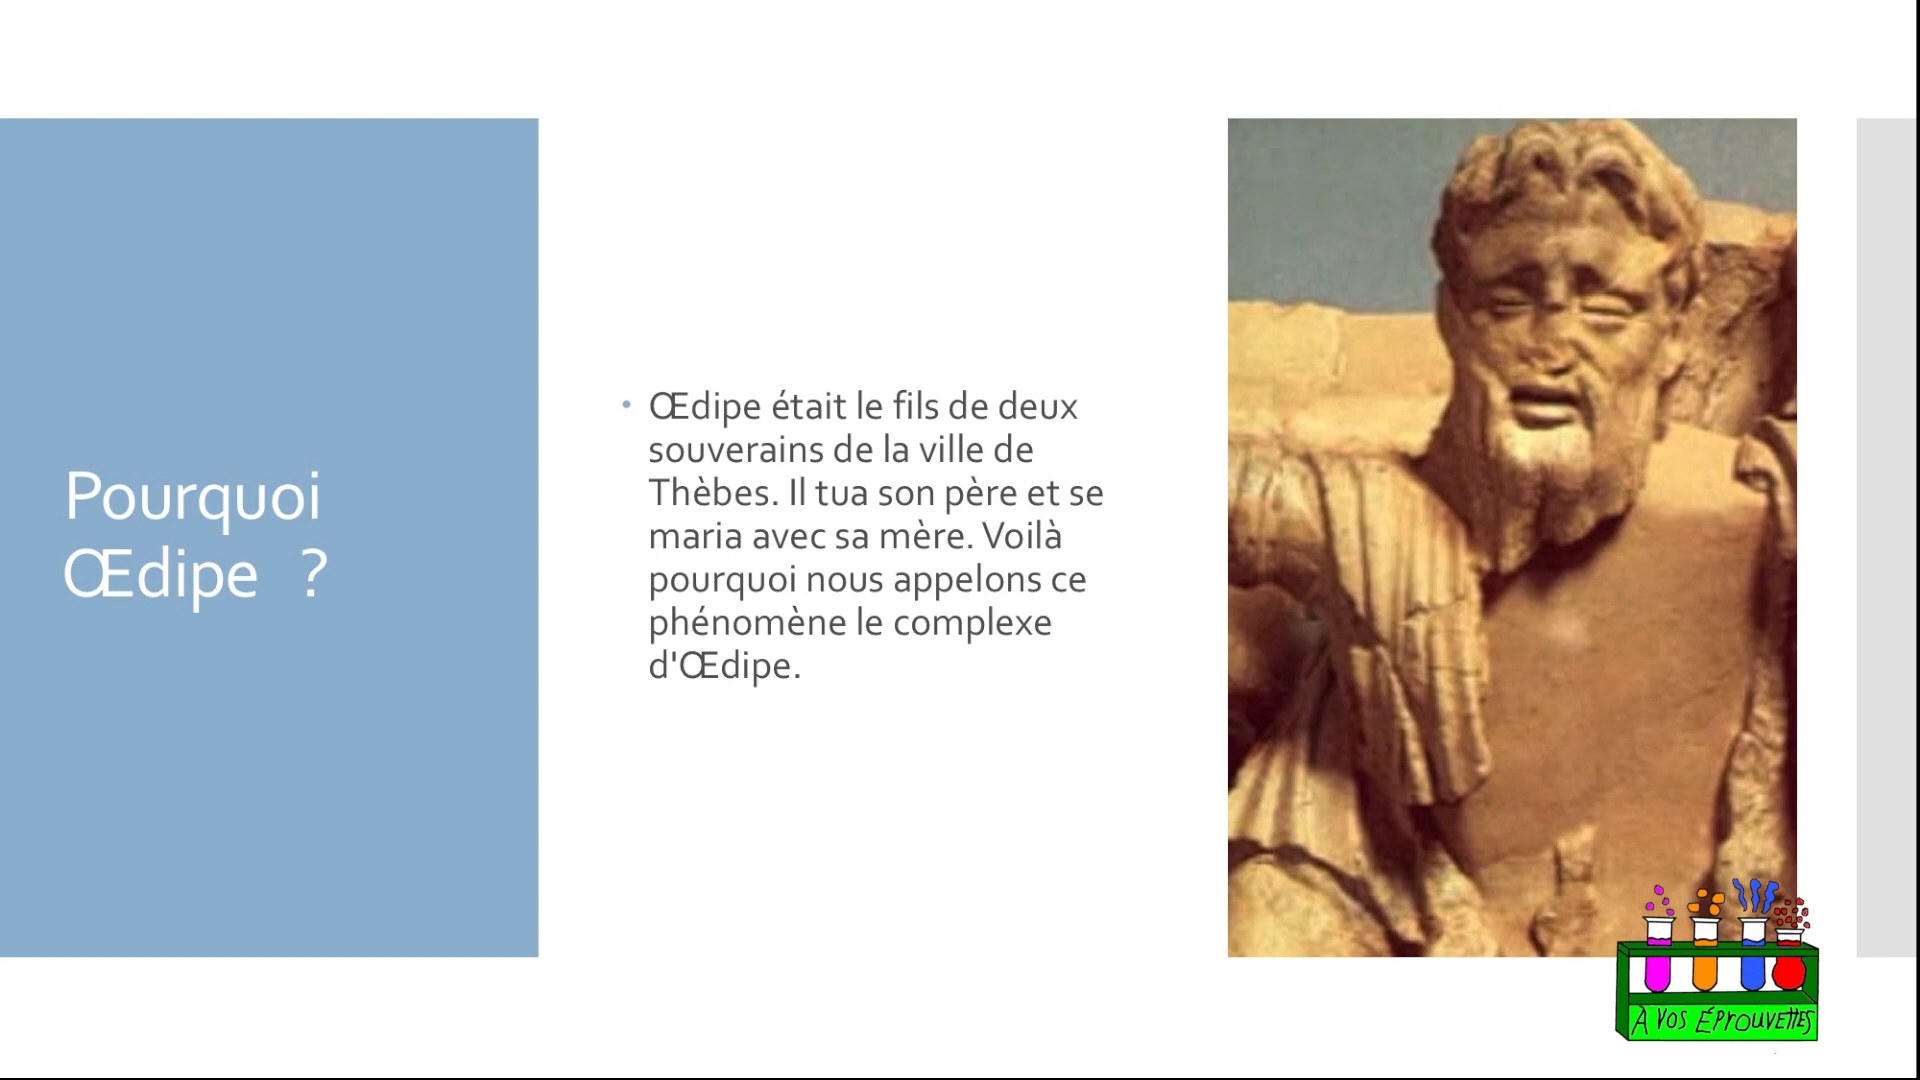 Pourquoi
Œdipe ?
• Œdipe était le fils de deux
souverains de la ville de
Thèbes. Il tua son père et se
maria avec sa mère. Voilà
pourquoi nous appelons ce
phénomène le complexe
d'Œdipe.
À VOS ÉPROUVETTES